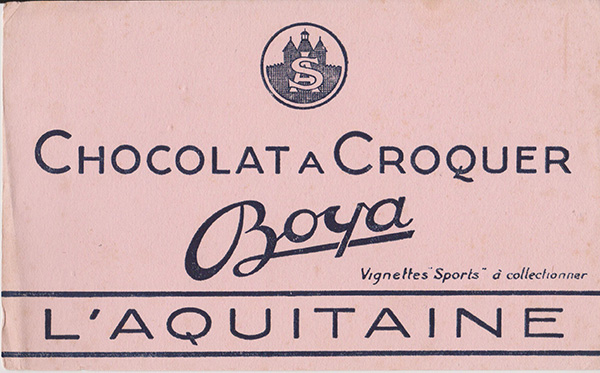 S
CHOCOLAT A CROQUER
Boya
Vignettes "Sports" à collectionner
L'AQUITAINE